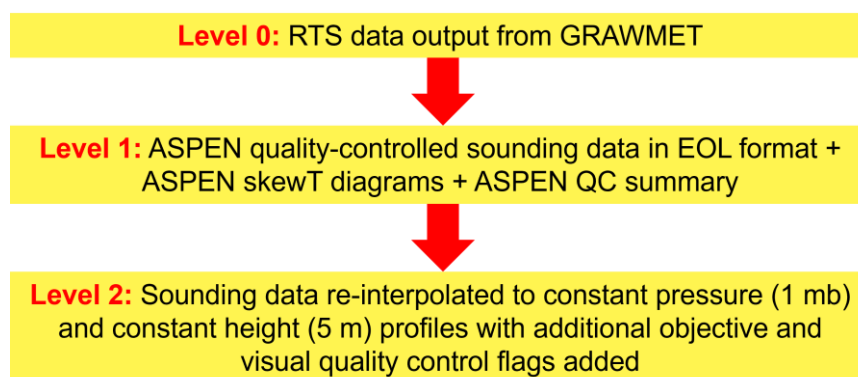 Level 0: RTS data output from GRAWMET
Level 1: ASPEN quality-controlled sounding data in EOL format +
ASPEN skewT diagrams + ASPEN QC summary
Level 2: Sounding data re-interpolated to constant pressure (1 mb)
and constant height (5 m) profiles with additional objective and
visual quality control flags added